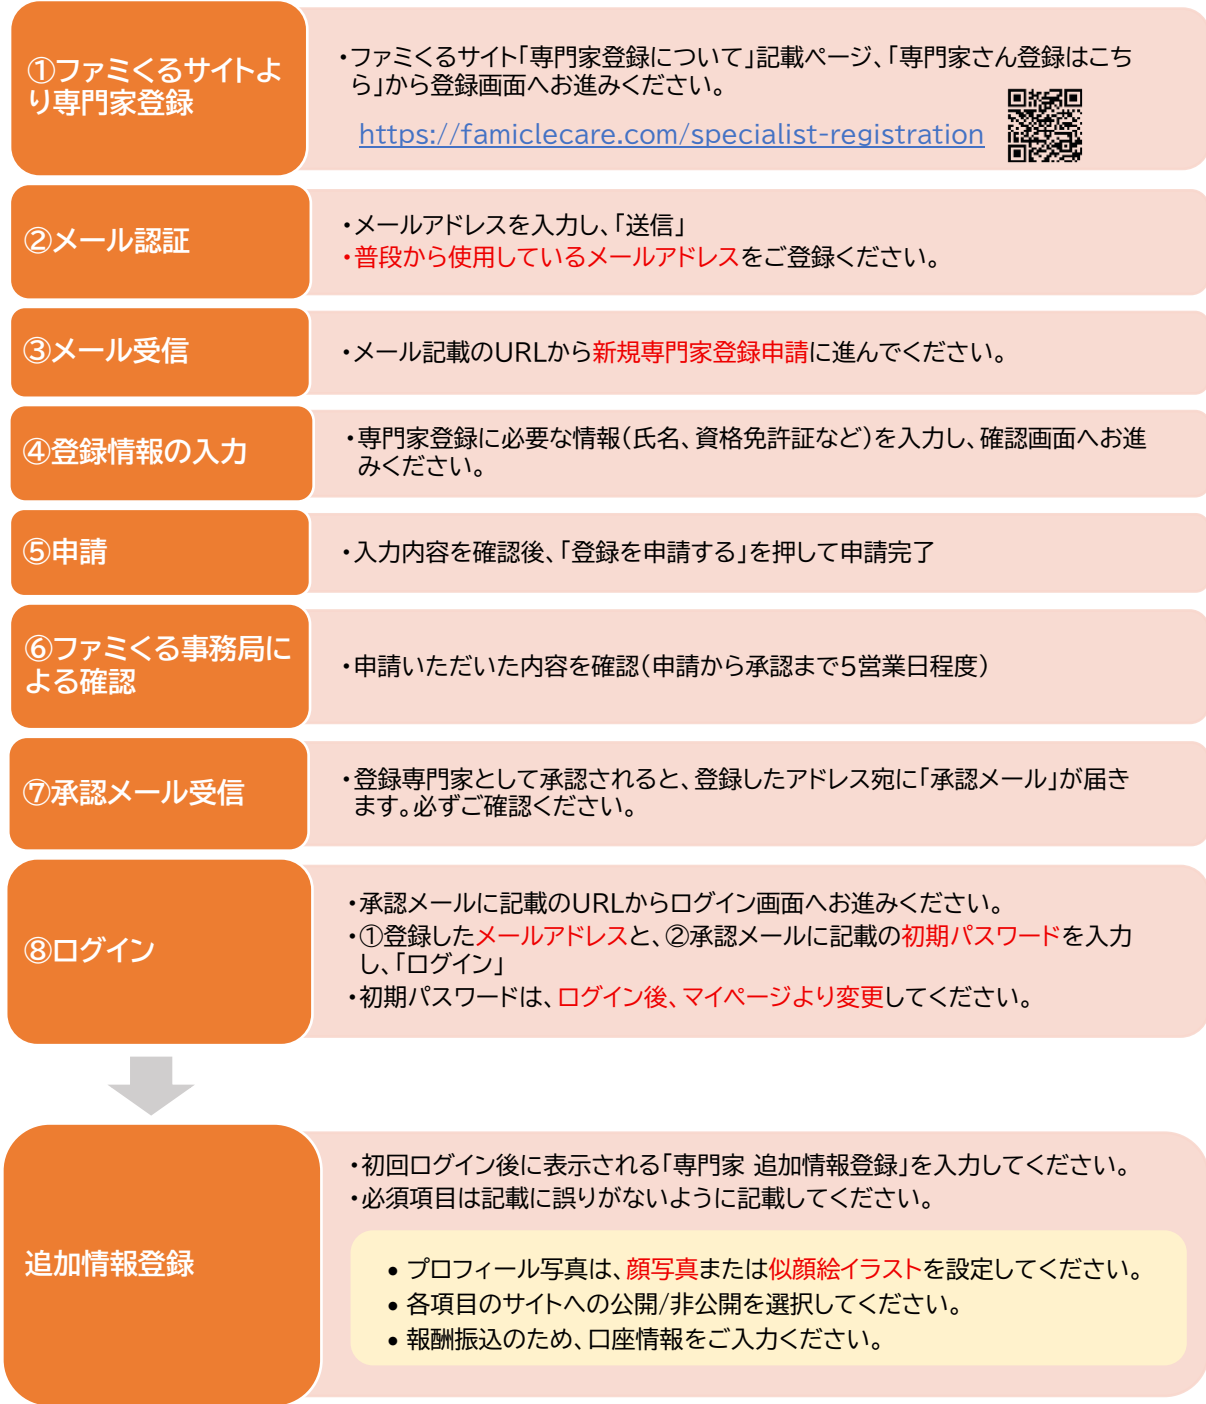 ①ファミくるサイトよ
り専門家登録
・ファミくるサイト「専門家登録について」記載ページ、「専門家さん登録はこち
ら」から登録画面へお進みください。
https://famiclecare.com/specialist-registration
②メール認証
・メールアドレスを入力し、「送信」
・普段から使用しているメールアドレスをご登録ください。
③メール受信
・メール記載のURLから新規専門家登録申請に進んでください。
④登録情報の入力
・専門家登録に必要な情報（氏名、資格免許証など）を入力し、確認画面へお進
みください。
⑤申請
・入力内容を確認後、「登録を申請する」を押して申請完了
⑥ファミくる事務局に
よる確認
・申請いただいた内容を確認（申請から承認まで5営業日程度）
⑦承認メール受信
・登録専門家として承認されると、登録したアドレス宛に「承認メール」が届き
ます。必ずご確認ください。
⑧ログイン
・承認メールに記載のURLからログイン画面へお進みください。
・①登録したメールアドレスと、②承認メールに記載の初期パスワードを入力
し、「ログイン」
・初期パスワードは、ログイン後、マイページより変更してください。
追加情報登録
・初回ログイン後に表示される「専門家 追加情報登録」を入力してください。
・必須項目は記載に誤りがないように記載してください。
• プロフィール写真は、顔写真または似顔絵イラストを設定してください。
• 各項目のサイトへの公開/非公開を選択してください。
• 報酬振込のため、口座情報をご入力ください。